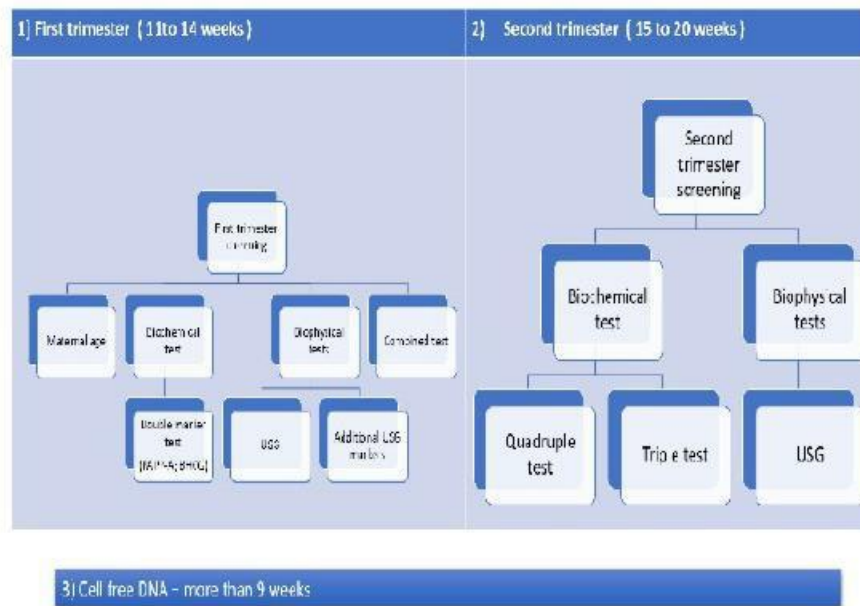 1) First trimester ( 11to 14 weeks )
2) Second trimester ( 15 to 20 weeks )
First trimester
screening
Maternal age
Biochemical
test
Biophysical
tests
Combined test
Double marker
test
(PAPP-A; BHCG)
USG
Additional USG
markers
Second
trimester
screening
Biochemical
test
Biophysical
tests
Quadruple
test
Triple test
USG
3) Cell free DNA – more than 9 weeks